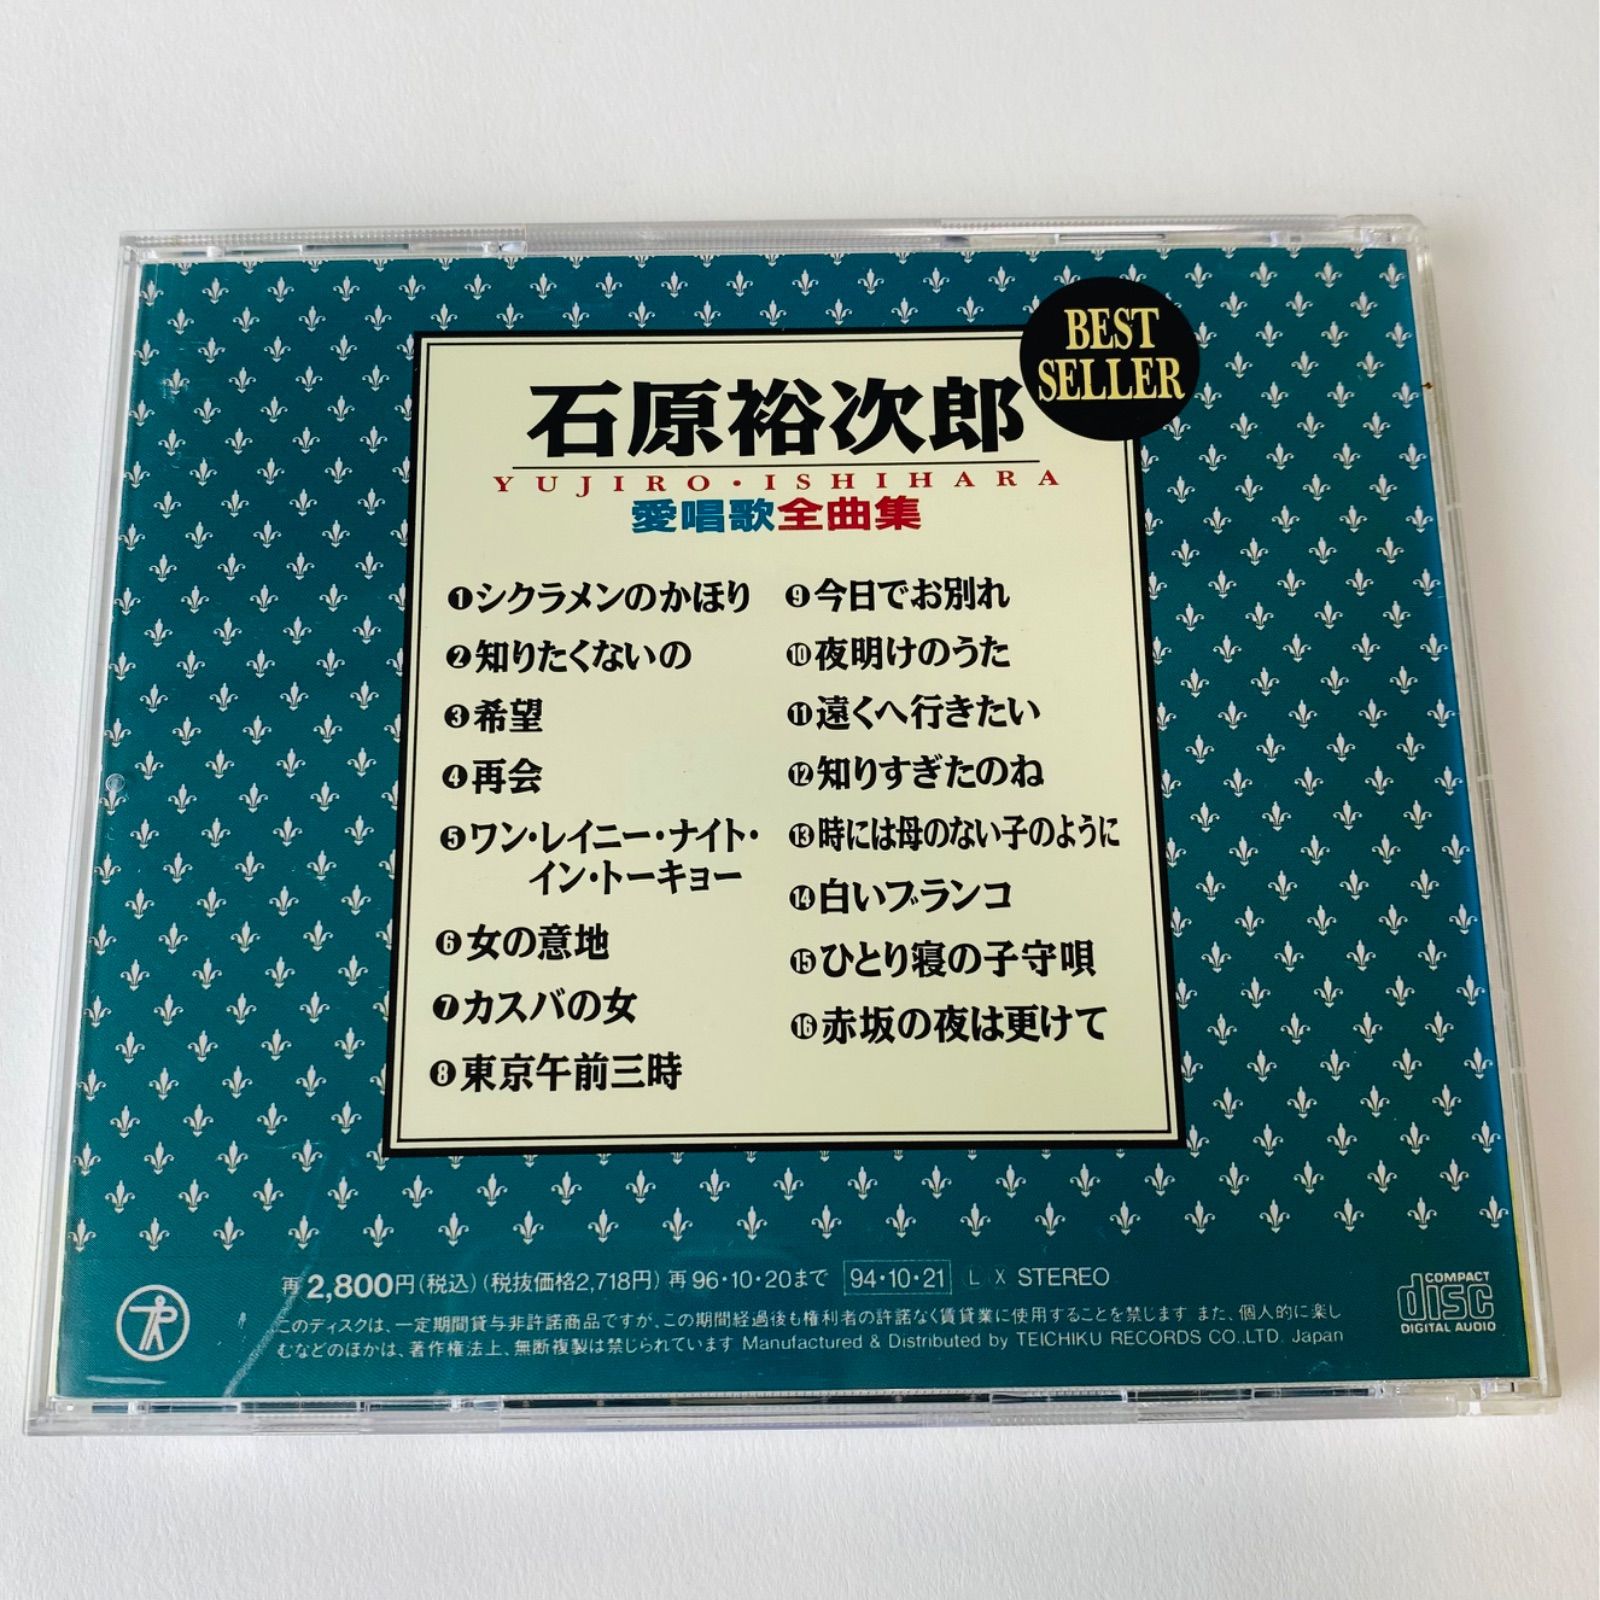 BEST
SELLER
石原裕次郎
YUJIRO・ISHIHARA
愛唱歌全曲集
❶シクラメンのかほり
❷知りたくないの
❸希望
❹再会
❺ワン・レイニー・ナイト・
イン・トーキョー
❻女の意地
❼カスバの女
❽東京午前三時
❾今日でお別れ
❿夜明けのうた
⓫遠くへ行きたい
⓬知りすぎたのね
⓭時には母のない子のように
⓮白いブランコ
⓯ひとり寝の子守唄
⓰赤坂の夜は更けて
再 2,800円(税込)(税抜価格2,718円) 再 96・10・20まで 94・10・21 L X STEREO
このディスクは、一定期間貸与非許諾商品ですが、この期間経過後も権利者の許諾なく賃貸業に使用することを禁じます また、個人的に楽し
むなどのほかは、著作権法上、無断複製は禁じられています Manufactured & Distributed by TEICHIKU RECORDS CO.,LTD. Japan
COMPACT
disc
DIGITAL AUDIO